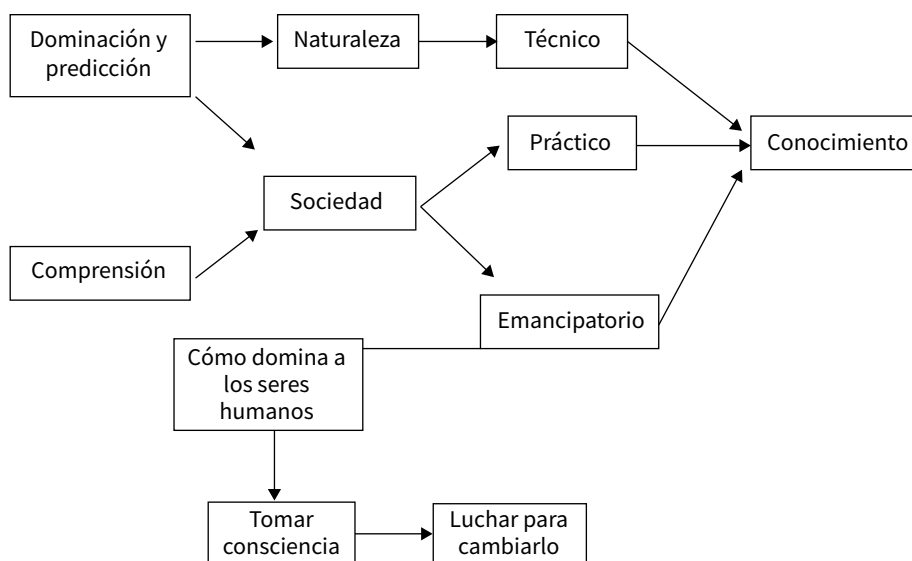 Dominación y
predicción
Naturaleza
Técnico
Práctico
Conocimiento
Sociedad
Comprensión
Emancipatorio
Cómo domina a
los seres
humanos
Tomar
consciencia
Luchar para
cambiarlo